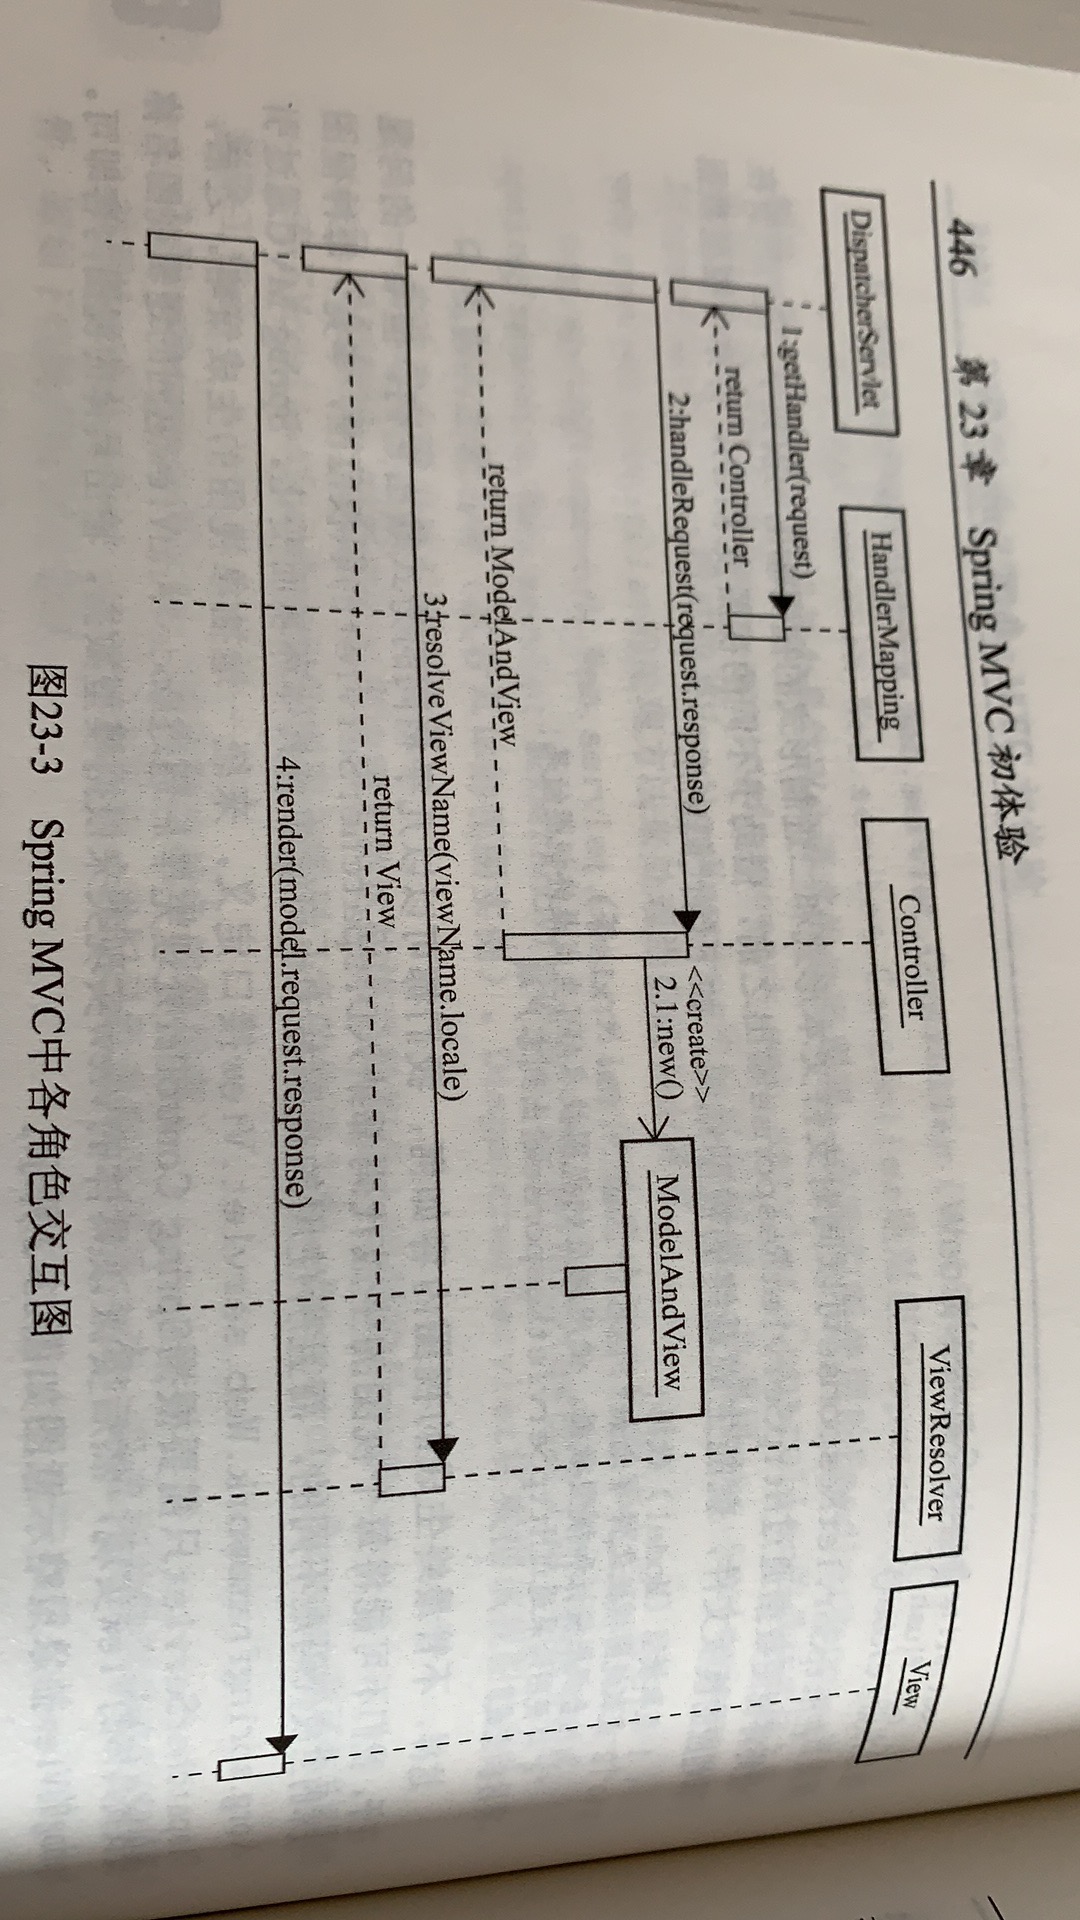 446 第 23 章 Spring MVC 初体验
DispatcherServlet
HandlerMapping
Controller
ViewResolver
View
1:getHandler(request)
return Controller
2:handleRequest(request.response)
<<create>>
2.1:new()
ModelAndView
return ModelAndView
3:resolveViewName(viewName.locale)
return View
4:render(model.request.response)
图23-3 Spring MVC中各角色交互图